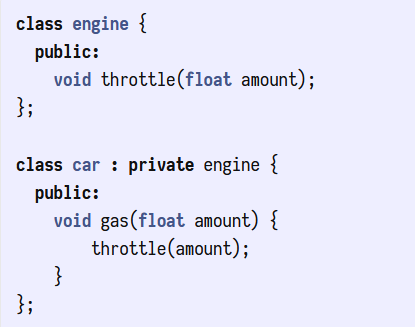 class engine {
  public:
    void throttle(float amount);
};

class car : private engine {
  public:
    void gas(float amount) {
        throttle(amount);
    }
};